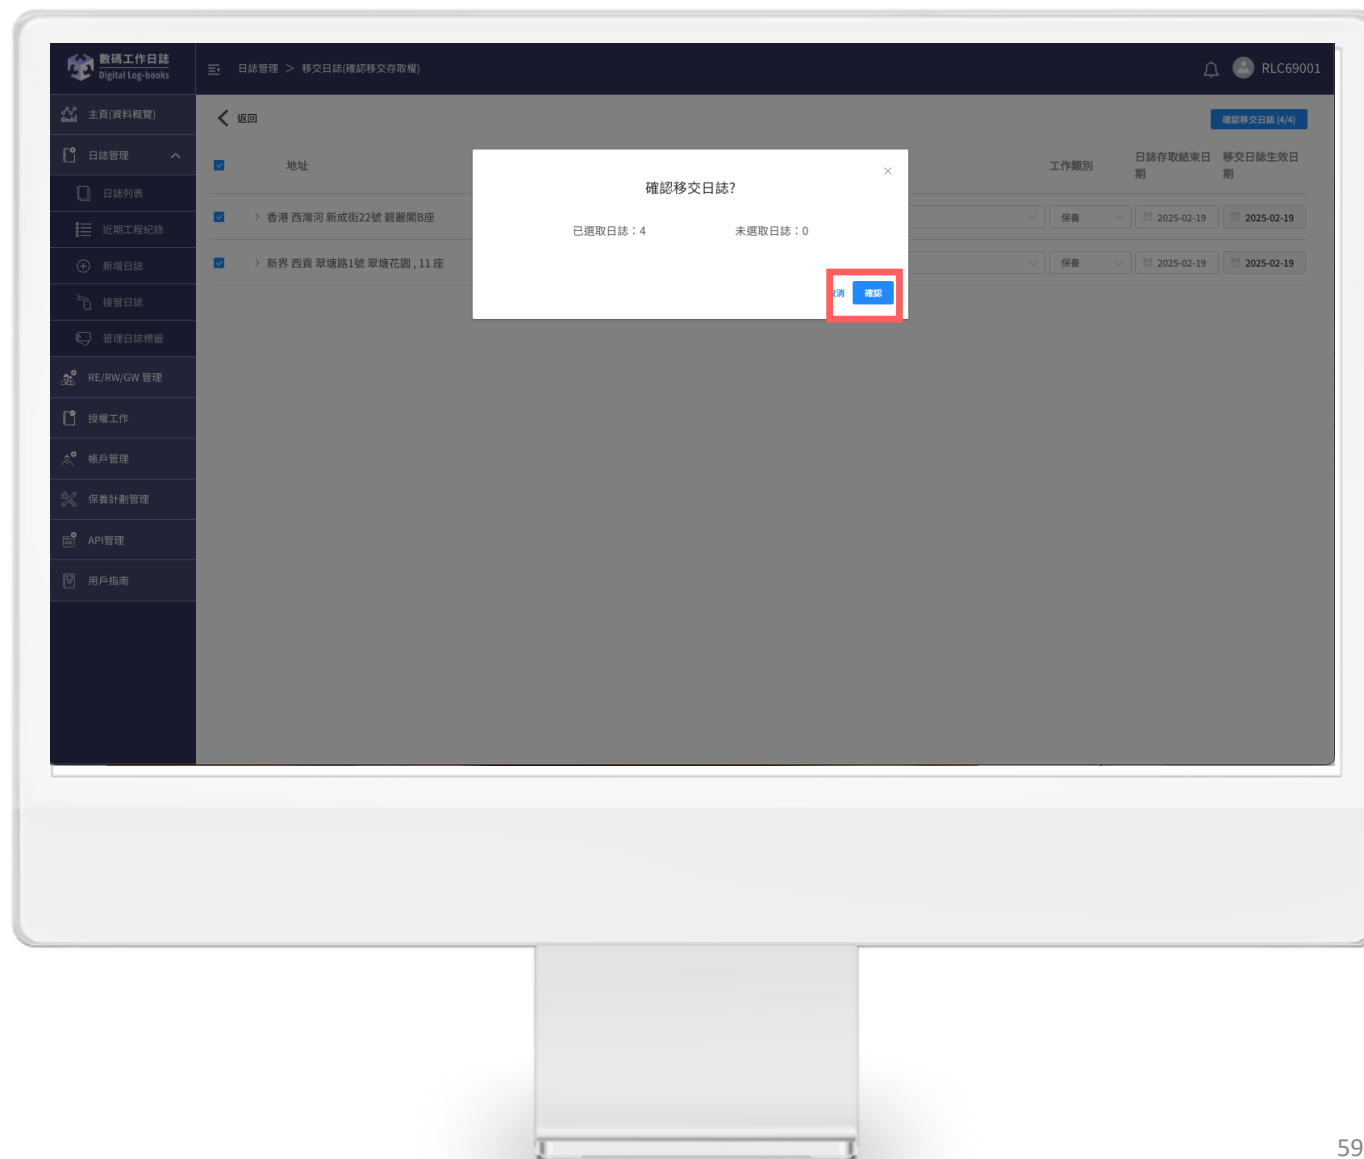 數碼工作日誌
Digital Log-books
日誌管理 > 移交日誌(確認移交存取權)
RLC69001
主頁(資料概覽)
日誌管理
日誌列表
近期工程紀錄
新增日誌
接管日誌
管理日誌標籤
RE/RW/GW 管理
授權工作
帳戶管理
保養計劃管理
API管理
用戶指南
返回
確認移交日誌 (4/4)
地址
工作類別
日誌存取結束日期
移交日誌生效日期
香港 西灣河 新成街22號 碧麗閣B座
保養
2025-02-19
2025-02-19
新界 西貢 翠塘路1號 翠塘花園 , 11 座
保養
2025-02-19
2025-02-19
確認移交日誌?
已選取日誌：4
未選取日誌：0
消
確認
59